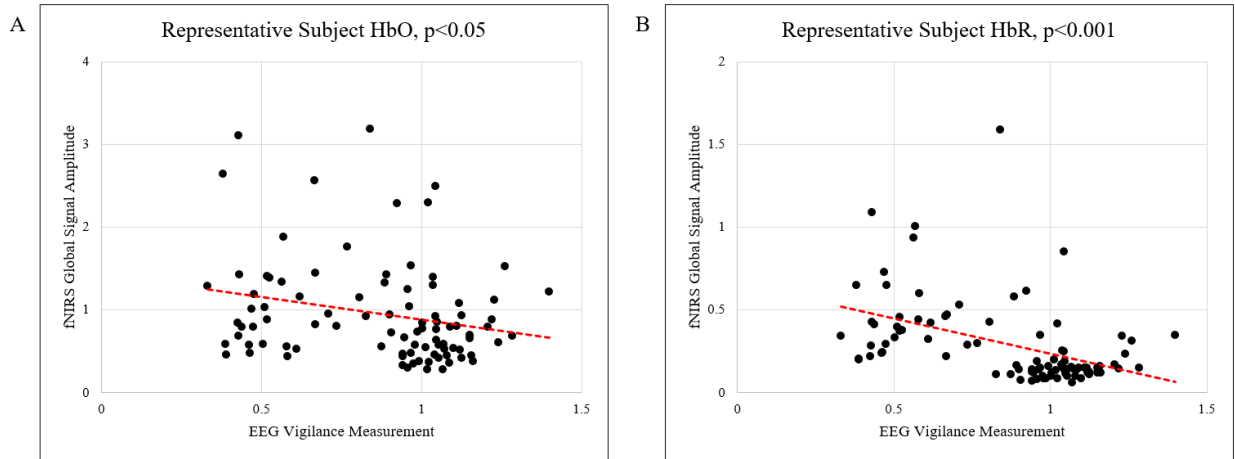 A
Representative Subject HbO, p<0.05
fNIRS Global Signal Amplitude
4
3
2
1
0
0
0.5
1
1.5
EEG Vigilance Measurement
B
Representative Subject HbR, p<0.001
fNIRS Global Signal Amplitude
2
1.5
1
0.5
0
0
0.5
1
1.5
EEG Vigilance Measurement